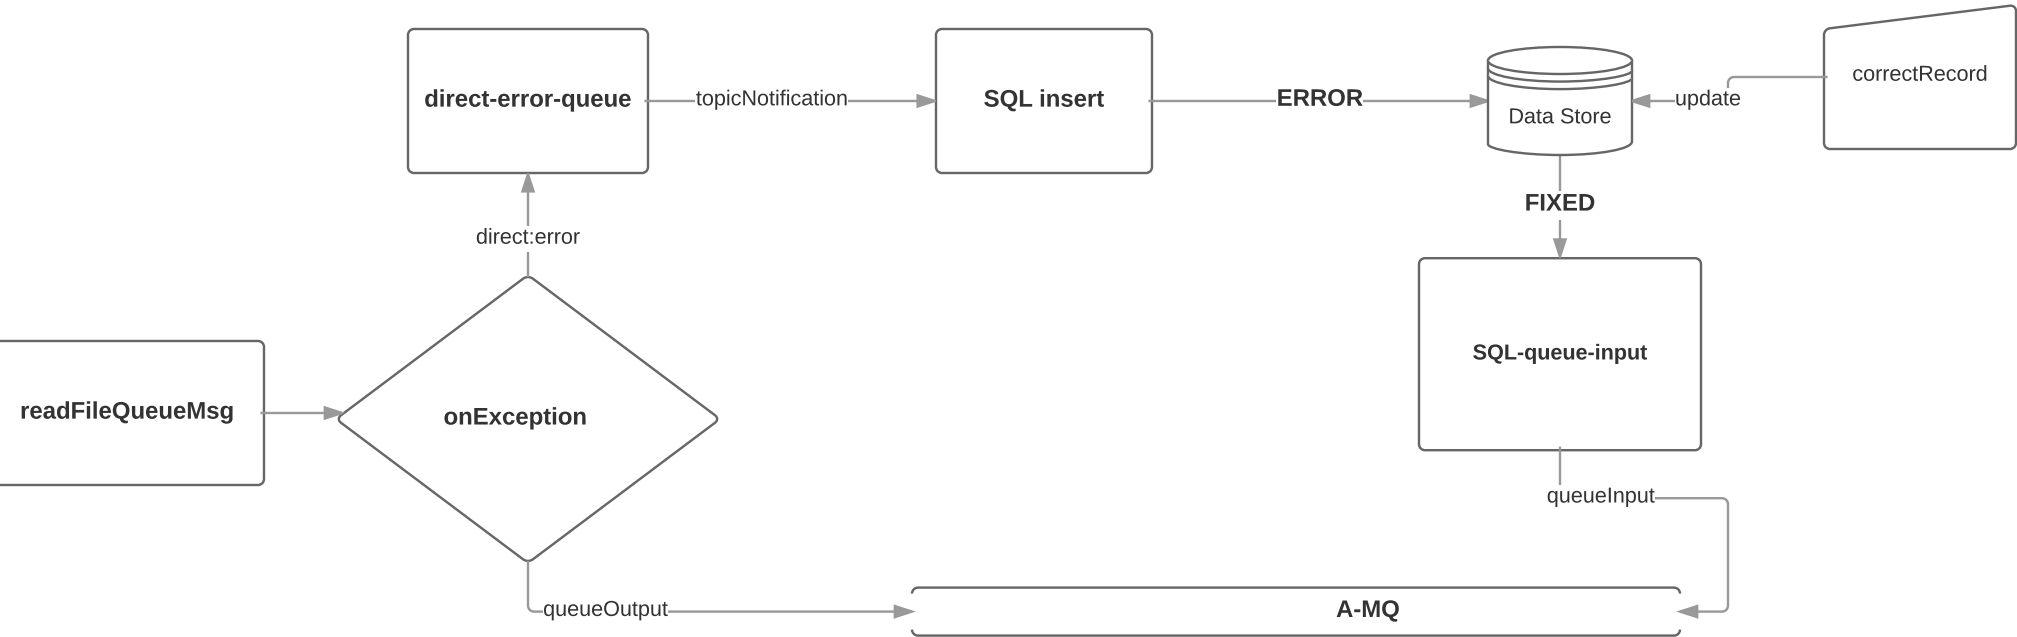 correctRecord
direct-error-queue
topicNotification
SQL insert
ERROR
update
Data Store
FIXED
direct:error
SQL-queue-input
readFileQueueMsg
onException
queueInput
queueOutput
A-MQ